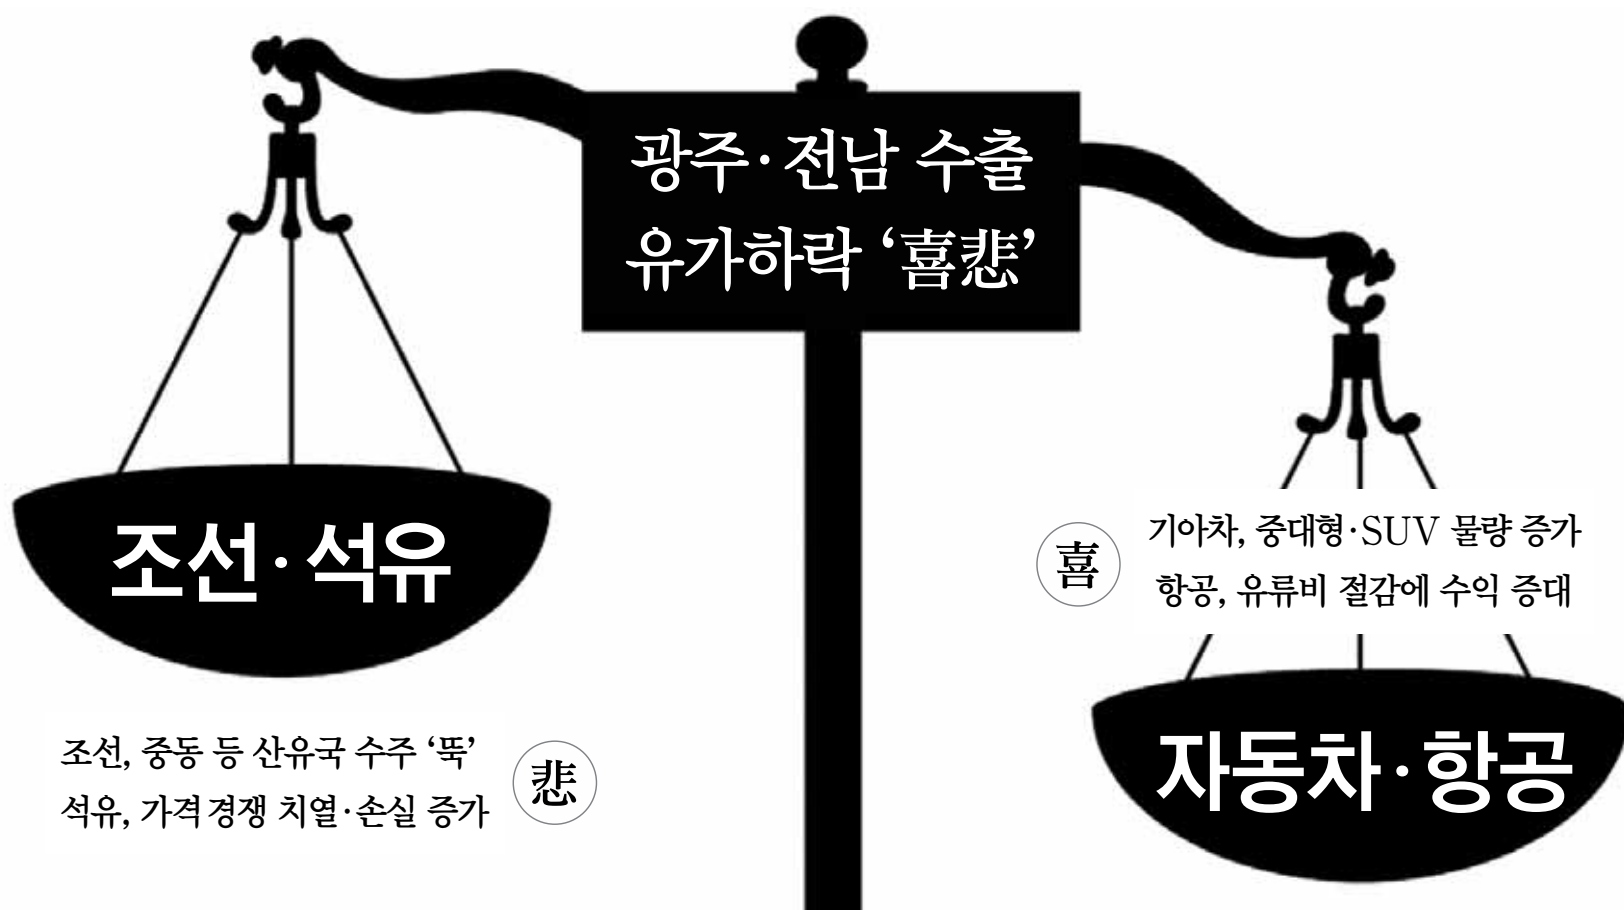 광주·전남 수출
유가하락 ‘喜悲’
조선·석유
조선, 중동 등 산유국 수주 ‘뚝’
석유, 가격 경쟁 치열·손실 증가
悲
喜
기아차, 중대형·SUV 물량 증가
항공, 유류비 절감에 수익 증대
자동차·항공